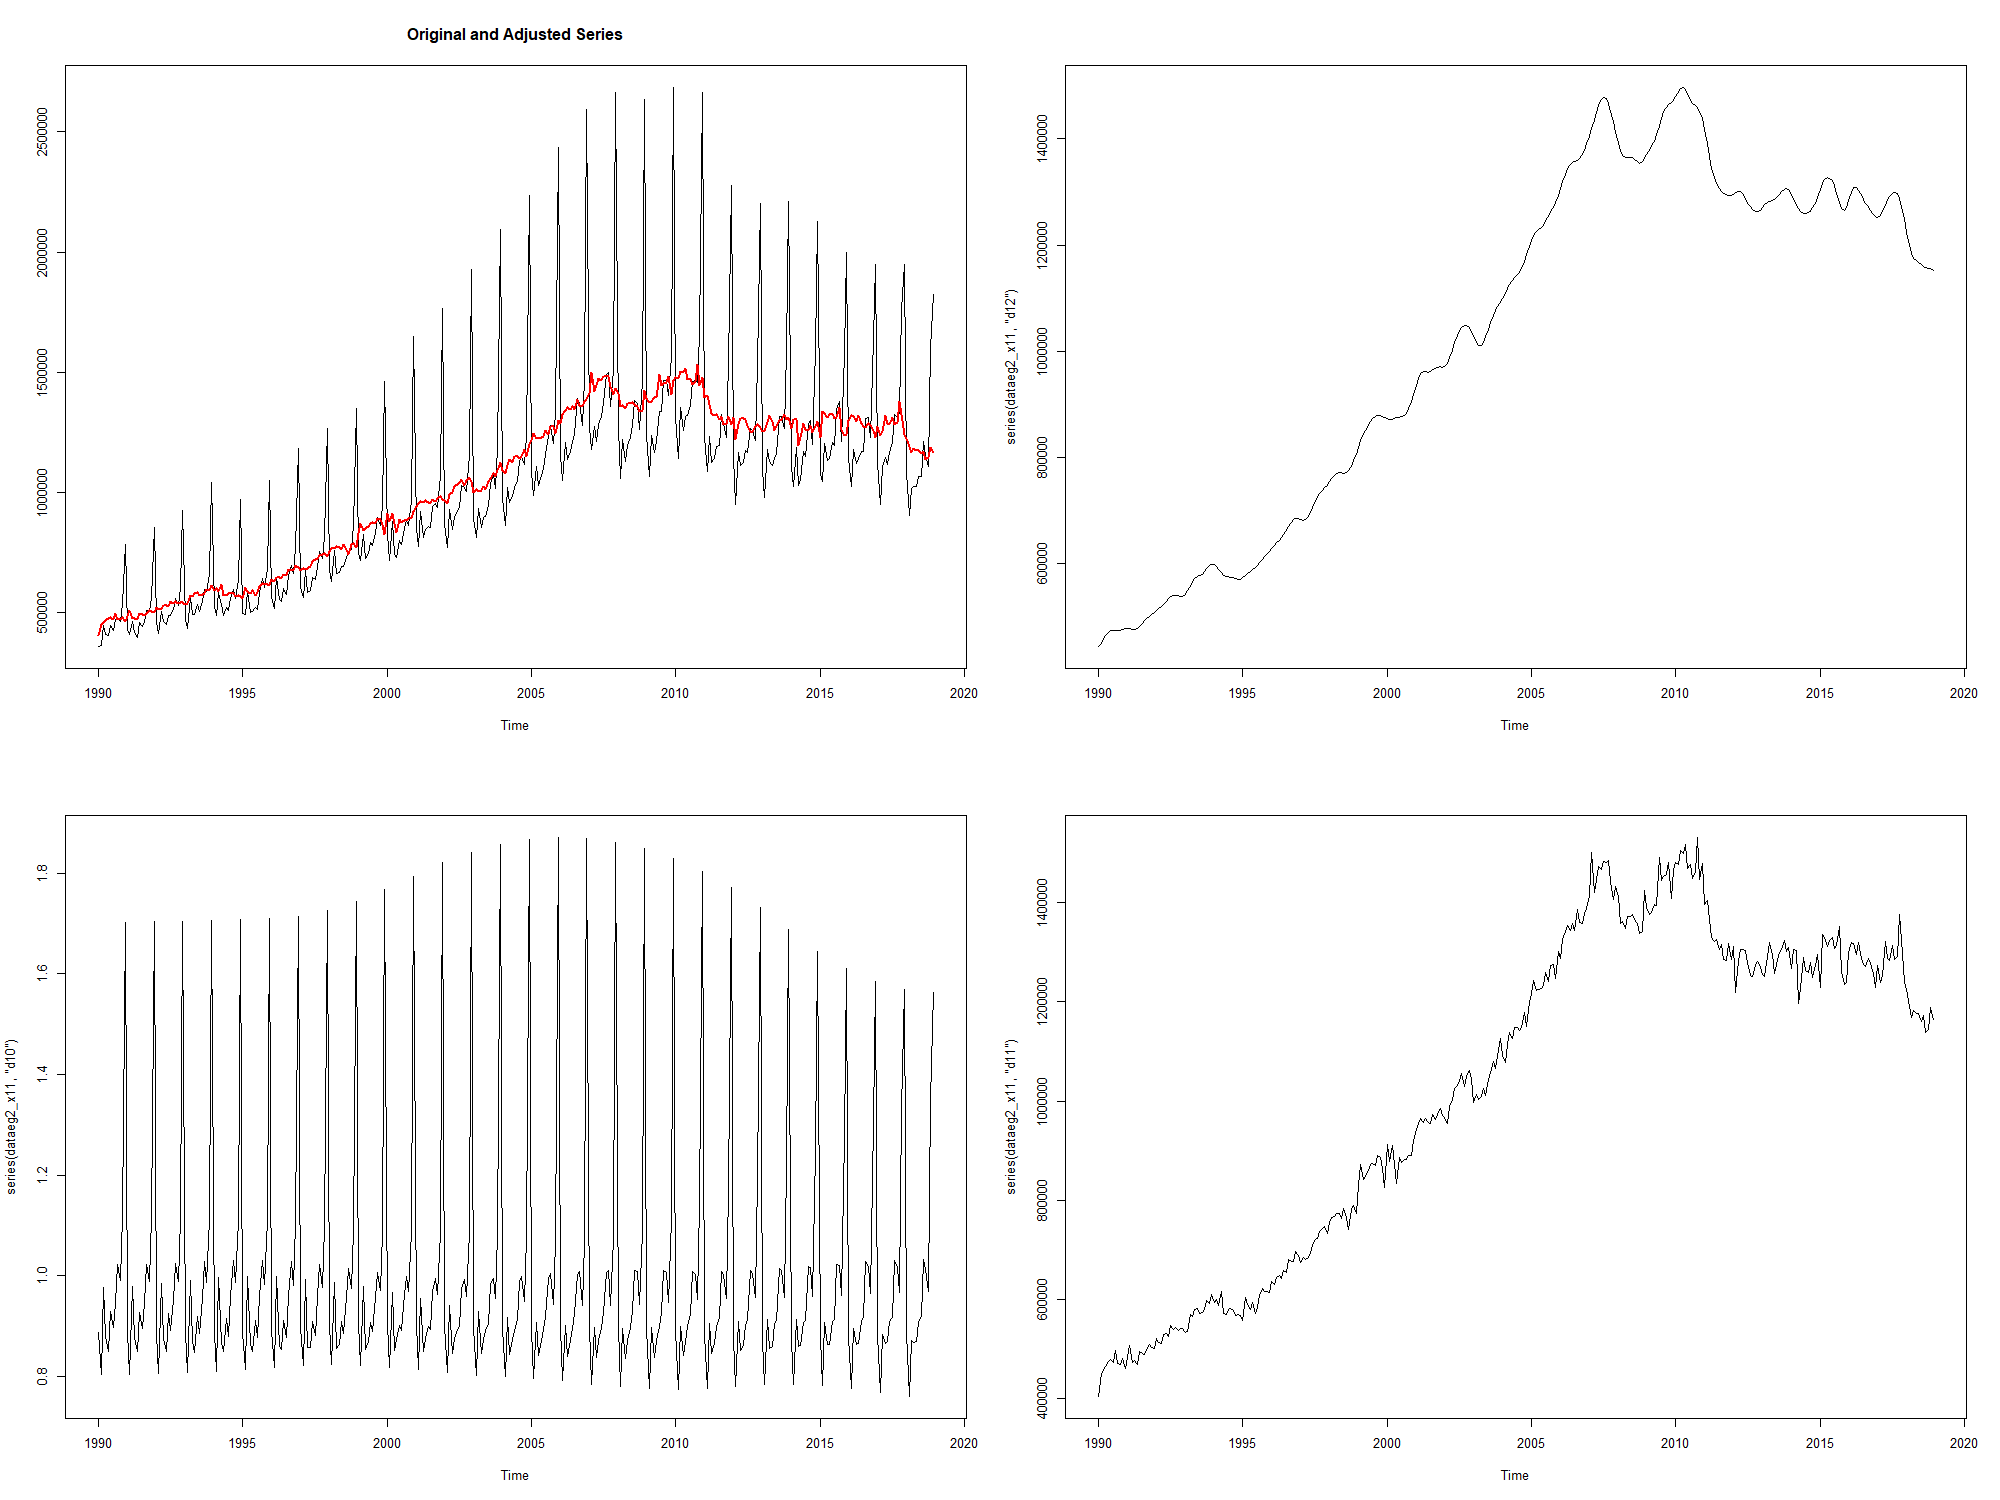 Original and Adjusted Series
2500000
2000000
1500000
1000000
500000
1990 1995 2000 2005 2010 2015 2020
Time
series(dataeg2_x11, "d12")
1400000
1200000
1000000
800000
600000
1990 1995 2000 2005 2010 2015 2020
Time
series(dataeg2_x11, "d10")
1.8
1.6
1.4
1.2
1.0
0.8
1990 1995 2000 2005 2010 2015 2020
Time
series(dataeg2_x11, "d11")
1400000
1200000
1000000
800000
600000
400000
1990 1995 2000 2005 2010 2015 2020
Time